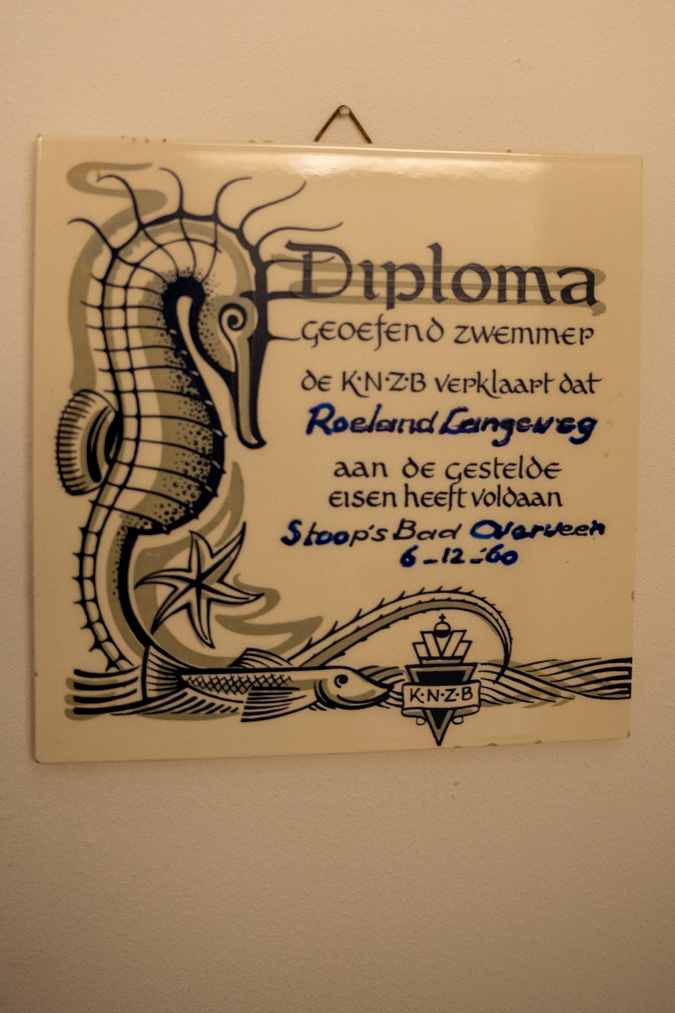 Diploma
geoefend zwemmer
de K·N·Z·B verklaart dat
Roeland Langeveg
aan de gestelde
eisen heeft voldaan
Stoop's Bad Overveen
6-12-'60
K·N·Z·B